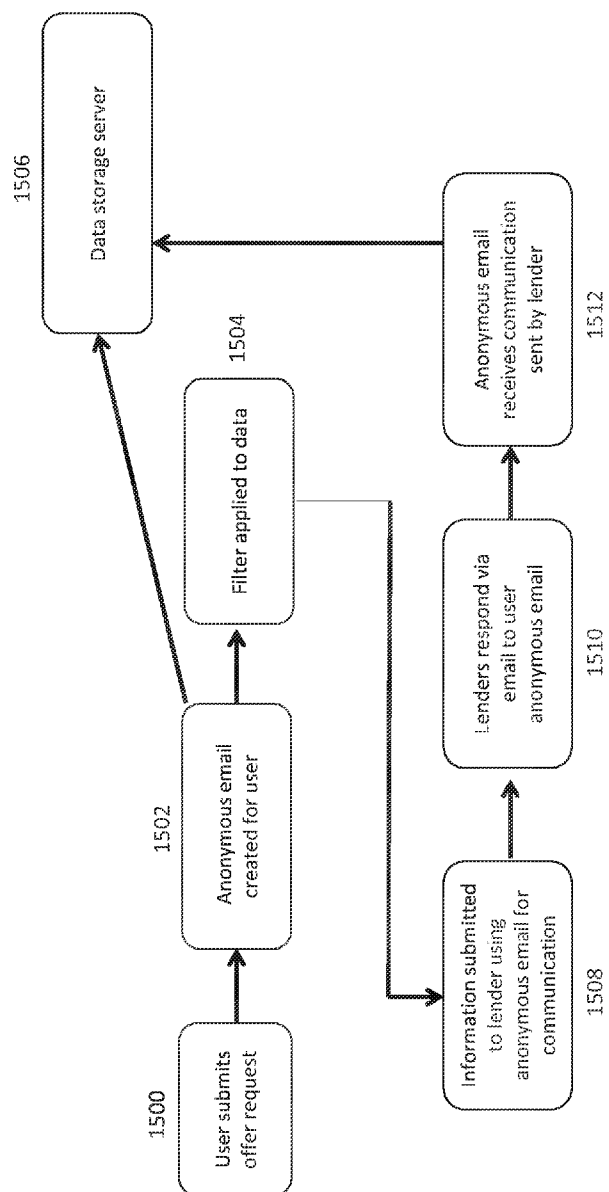 1500
User submits
offer request
1502
Anonymous email
created for user
1504
Filter applied to data
1506
Data storage server
Information submitted
to lender using
anonymous email for
communication
1508
Lenders respond via
email to user
anonymous email
1510
Anonymous email
receives communication
sent by lender
1512